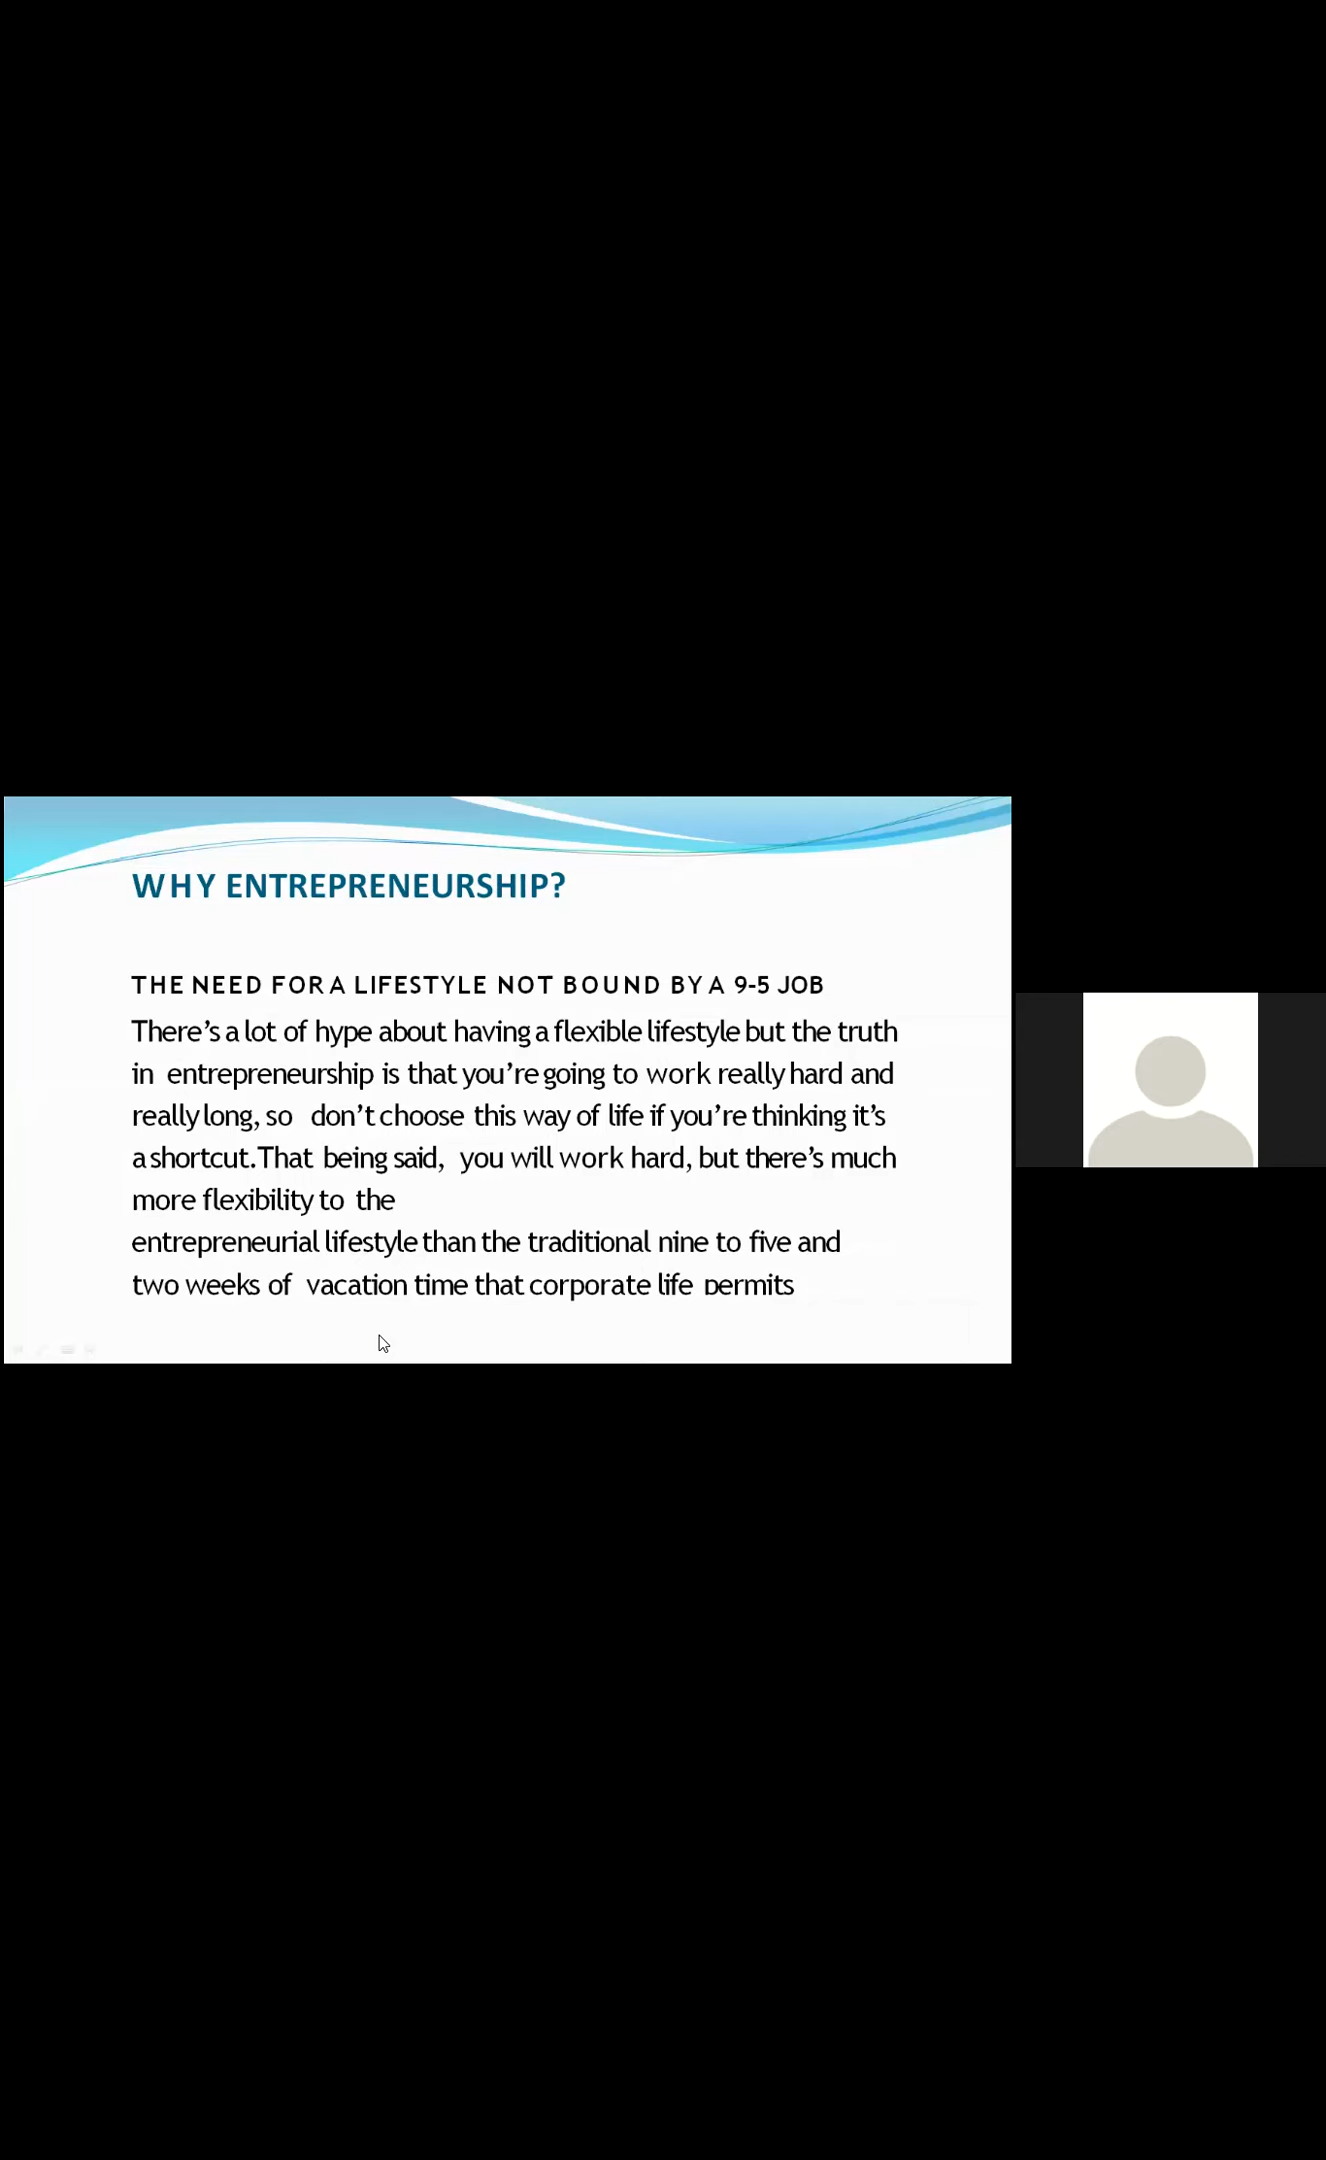 WHY ENTREPRENEURSHIP?
THE NEED FOR A LIFESTYLE NOT BOUND BY A 9-5 JOB
There’s a lot of hype about having a flexible lifestyle but the truth
in entrepreneurship is that you’re going to work really hard and
really long, so don’t choose this way of life if you’re thinking it’s
a shortcut. That being said, you will work hard, but there’s much
more flexibility to the
entrepreneurial lifestyle than the traditional nine to five and
two weeks of vacation time that corporate life permits